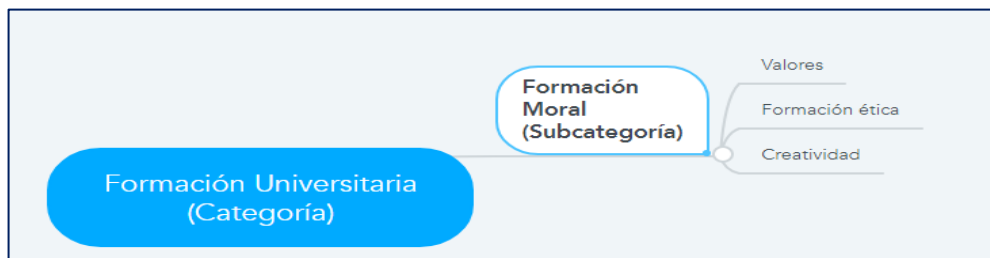 Formación
Moral
(Subcategoría)
Valores
Formación ética
Creatividad
Formación Universitaria
(Categoría)